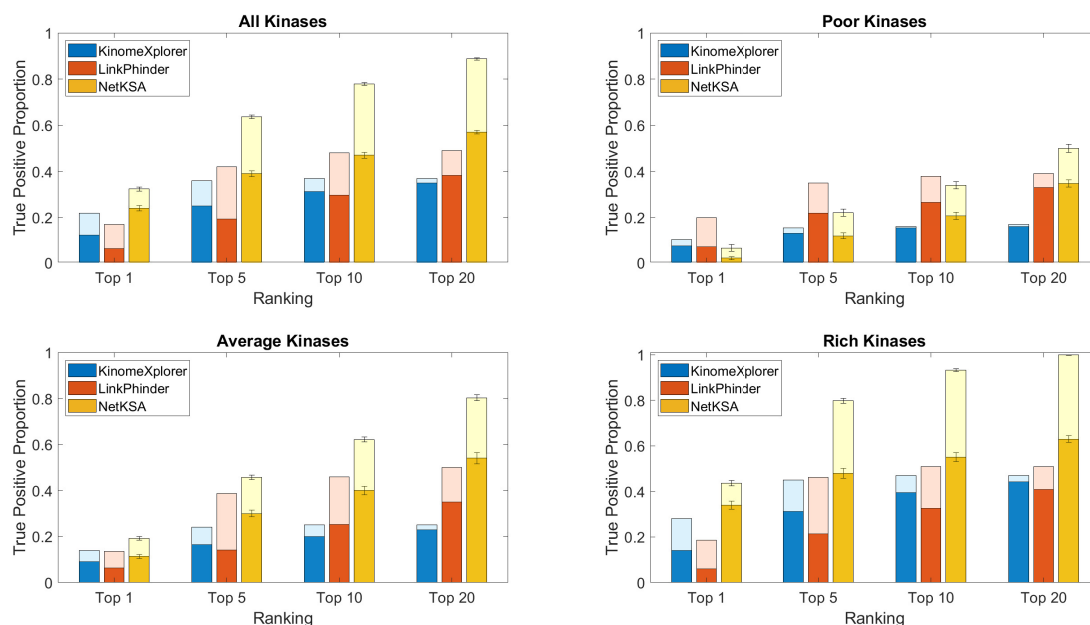 All Kinases
1
0.8
0.6
0.4
0.2
0
True Positive Proportion
KinomeXplorer
LinkPhinder
NetKSA
Top 1 Top 5 Top 10 Top 20
Ranking
Poor Kinases
1
0.8
0.6
0.4
0.2
0
True Positive Proportion
KinomeXplorer
LinkPhinder
NetKSA
Top 1 Top 5 Top 10 Top 20
Ranking
Average Kinases
1
0.8
0.6
0.4
0.2
0
True Positive Proportion
KinomeXplorer
LinkPhinder
NetKSA
Top 1 Top 5 Top 10 Top 20
Ranking
Rich Kinases
1
0.8
0.6
0.4
0.2
0
True Positive Proportion
KinomeXplorer
LinkPhinder
NetKSA
Top 1 Top 5 Top 10 Top 20
Ranking